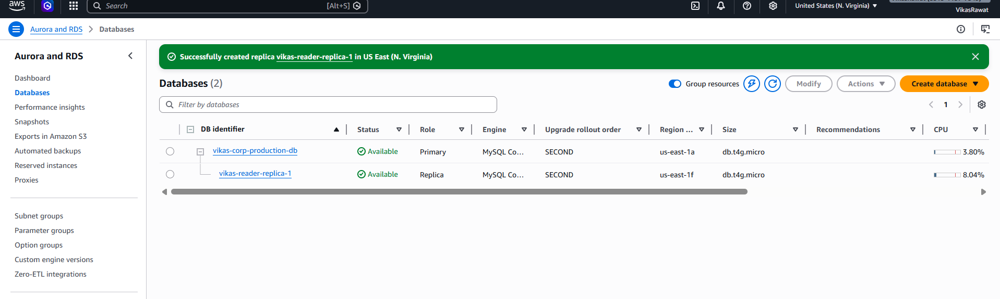 aws
Search
[Alt+S]
United States (N. Virginia)
VikasRawat
Aurora and RDS
Databases
Aurora and RDS
Dashboard
Databases
Performance insights
Snapshots
Exports in Amazon S3
Automated backups
Reserved instances
Proxies
Subnet groups
Parameter groups
Option groups
Custom engine versions
Zero-ETL integrations
Successfully created replica vikas-reader-replica-1 in US East (N. Virginia)
Databases (2)
Group resources
Modify
Actions
Create database
Filter by databases
1
DB identifier Status Role Engine Upgrade rollout order Region ... Size Recommendations CPU
vikas-corp-production-db Available Primary MySQL Co... SECOND us-east-1a db.t4g.micro 3.80%
vikas-reader-replica-1 Available Replica MySQL Co... SECOND us-east-1f db.t4g.micro 8.04%